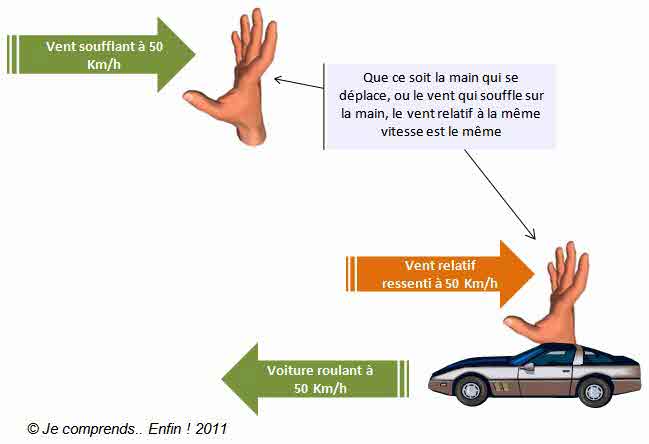 Vent soufflant à 50
Km/h
Que ce soit la main qui se
déplace, ou le vent qui souffle sur
la main, le vent relatif à la même
vitesse est le même
Vent relatif
ressenti à 50 Km/h
Voiture roulant à
50 Km/h
© Je comprends.. Enfin ! 2011